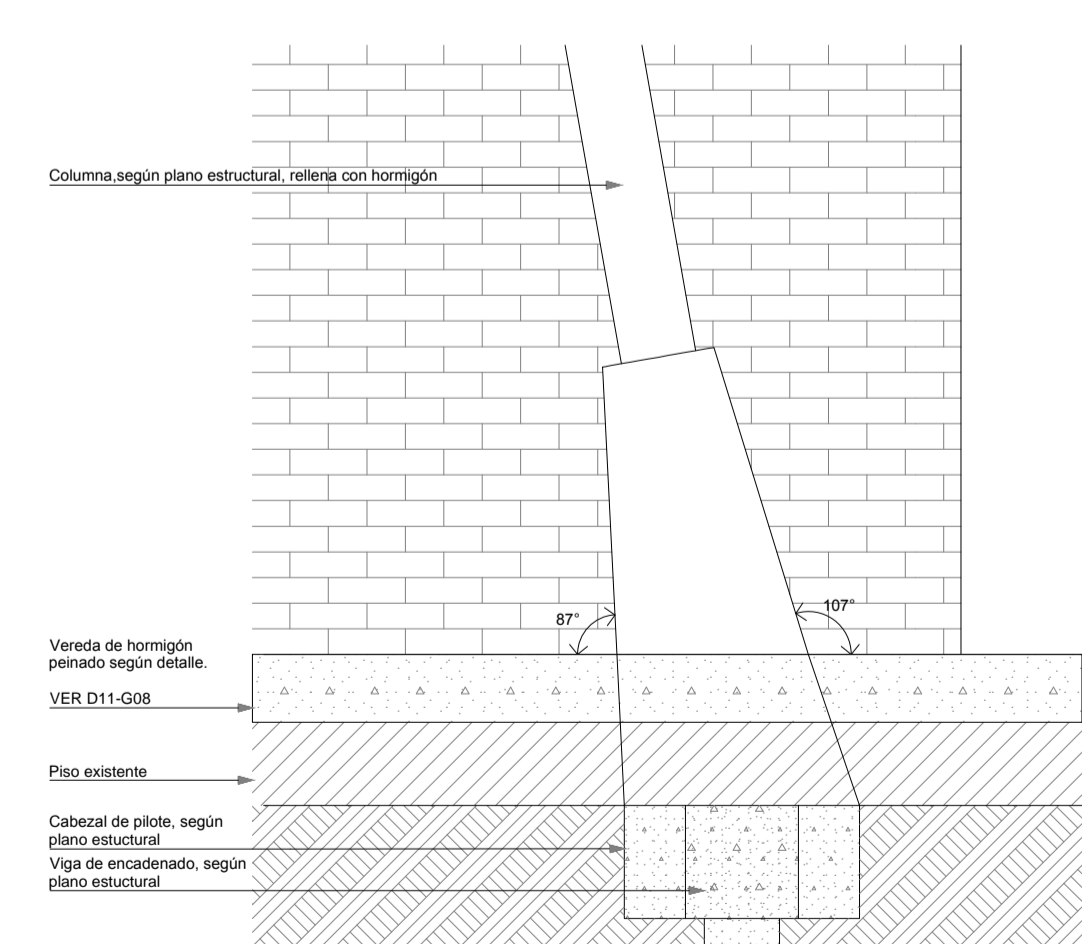 Columna,según plano estructural, rellena con hormigón
87°
107°
Vereda de hormigón
peinado según detalle.
VER D11-G08
Piso existente
Cabezal de pilote, según
plano estuctural
Viga de encadenado, según
plano estuctural